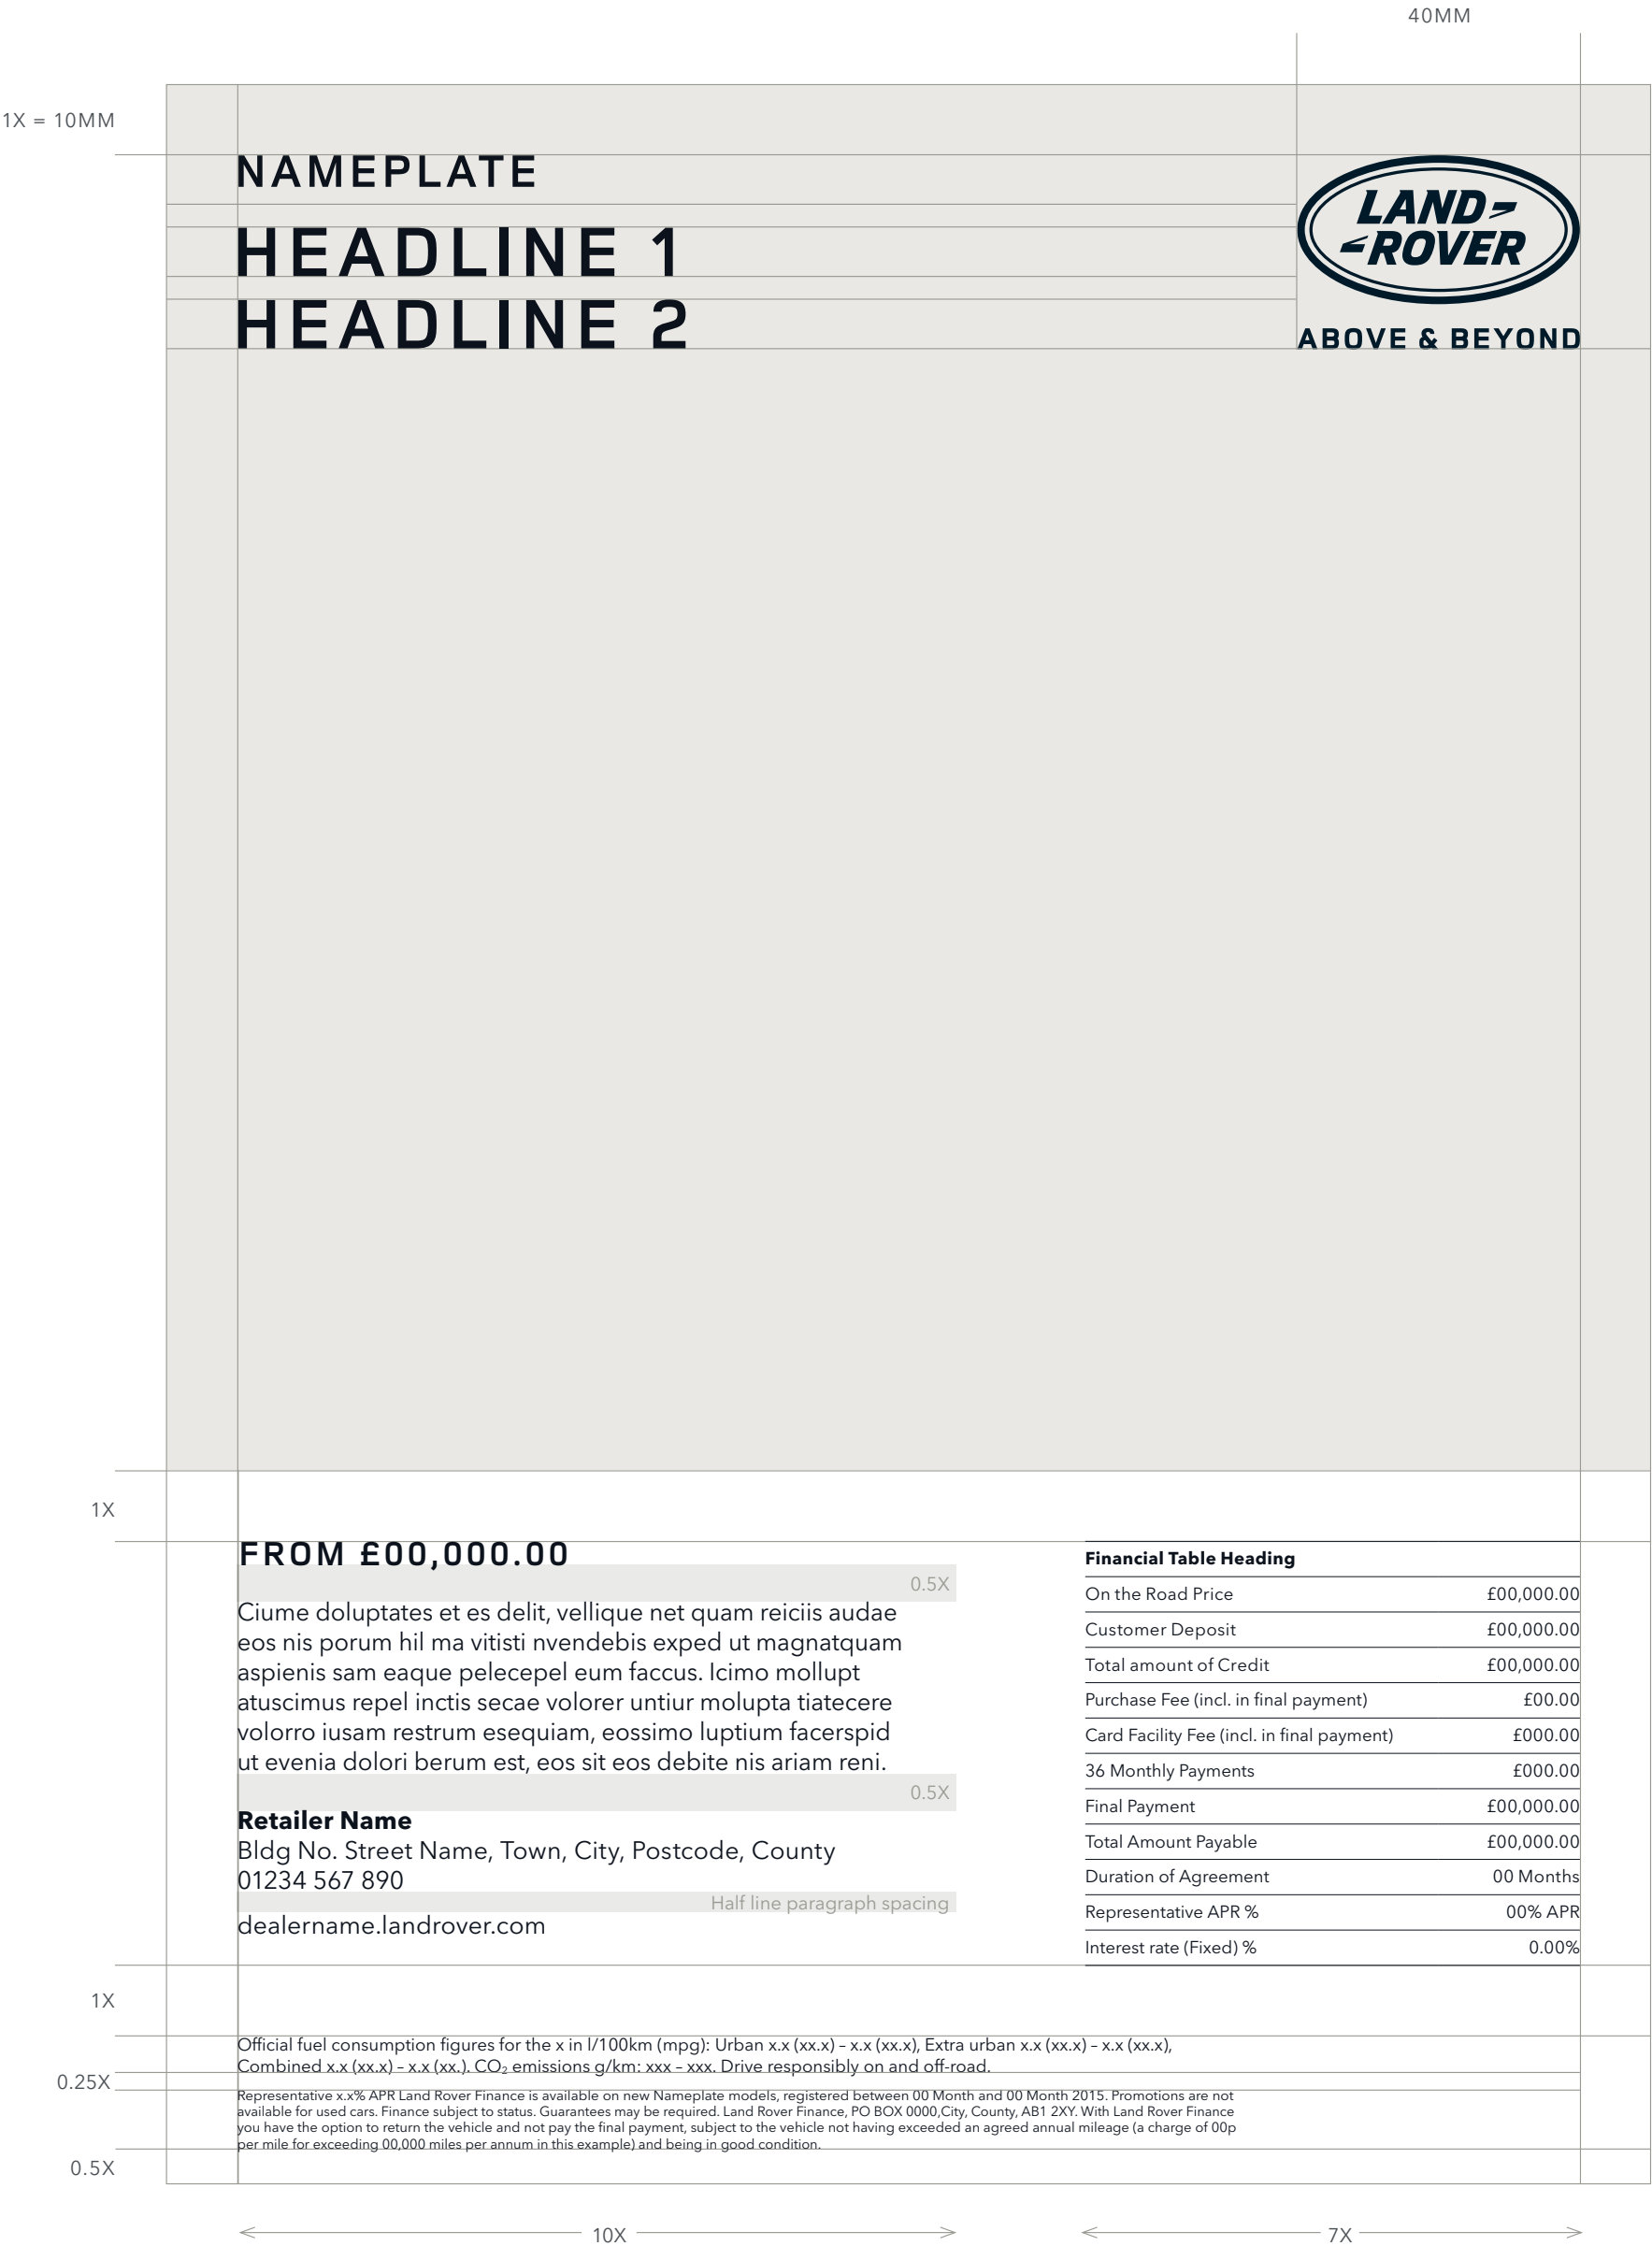 40MM
1X = 10MM
NAMEPLATE
HEADLINE 1
HEADLINE 2
LAND
ROVER
ABOVE & BEYOND
1X
FROM £00,000.00
0.5X
Ciume doluptates et es delit, vellique net quam reiciis audae
eos nis porum hil ma vitisti nvendebis exped ut magnatquam
aspienis sam eaque pelecepel eum faccus. Icimo mollupt
atuscimus repel inctis secae volorer untiur molupta tiatecere
volorro iusam restrum esequiam, eossimo luptium facerspid
ut evenia dolori berum est, eos sit eos debite nis ariam reni.
0.5X
Retailer Name
Bldg No. Street Name, Town, City, Postcode, County
01234 567 890
Half line paragraph spacing
dealername.landrover.com
Financial Table Heading
On the Road Price £00,000.00
Customer Deposit £00,000.00
Total amount of Credit £00,000.00
Purchase Fee (incl. in final payment) £00.00
Card Facility Fee (incl. in final payment) £000.00
36 Monthly Payments £000.00
Final Payment £00,000.00
Total Amount Payable £00,000.00
Duration of Agreement 00 Months
Representative APR % 00% APR
Interest rate (Fixed) % 0.00%
1X
Official fuel consumption figures for the x in l/100km (mpg): Urban x.x (xx.x) – x.x (xx.x), Extra urban x.x (xx.x) – x.x (xx.x),
Combined x.x (xx.x) – x.x (xx.). CO₂ emissions g/km: xxx – xxx. Drive responsibly on and off-road.
0.25X
Representative x.x% APR Land Rover Finance is available on new Nameplate models, registered between 00 Month and 00 Month 2015. Promotions are not
available for used cars. Finance subject to status. Guarantees may be required. Land Rover Finance, PO BOX 0000,City, County, AB1 2XY. With Land Rover Finance
you have the option to return the vehicle and not pay the final payment, subject to the vehicle not having exceeded an agreed annual mileage (a charge of 00p
per mile for exceeding 00,000 miles per annum in this example) and being in good condition.
0.5X
10X
7X